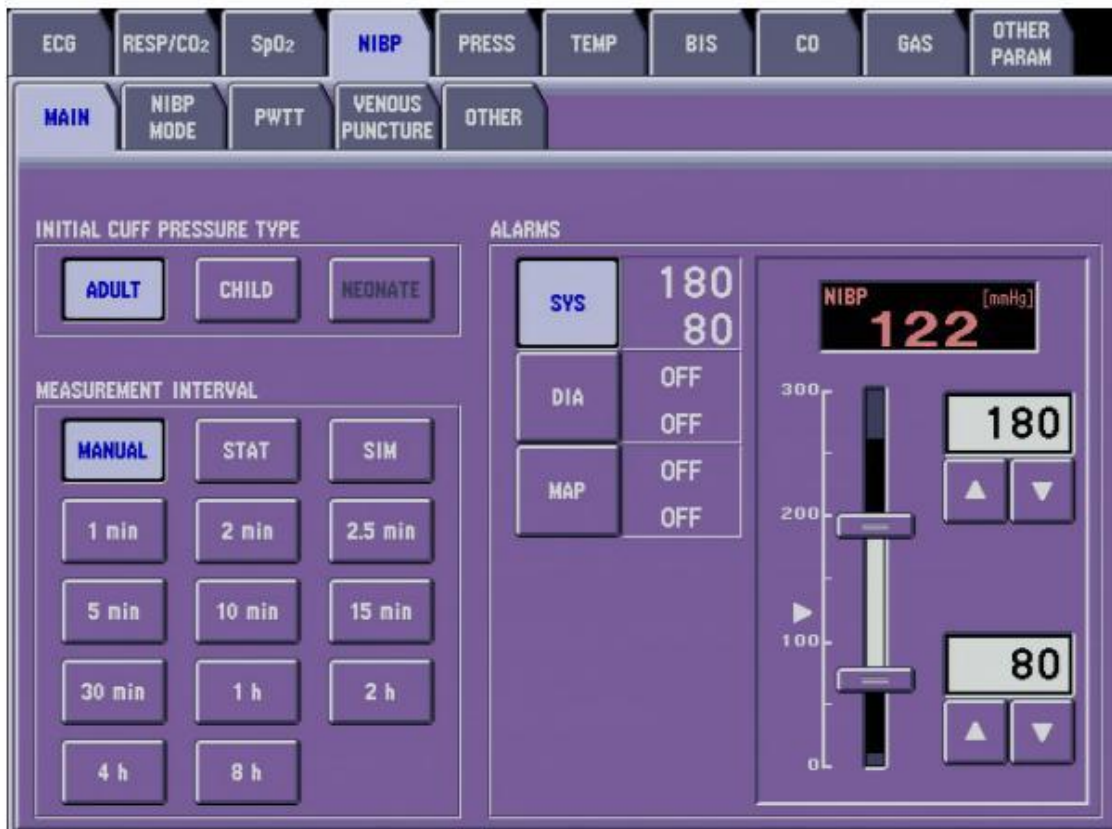 ECG RESP/CO2 SpO2 NIBP PRESS TEMP BIS CO GAS OTHER PARAM
MAIN NIBP MODE PWTT VENOUS PUNCTURE OTHER
INITIAL CUFF PRESSURE TYPE
ADULT CHILD NEONATE
MEASUREMENT INTERVAL
MANUAL STAT SIM
1 min 2 min 2.5 min
5 min 10 min 15 min
30 min 1 h 2 h
4 h 8 h
ALARMS
SYS 180
80
DIA OFF
OFF
MAP OFF
OFF
NIBP [mmHg]
122
300
200
100
0
180
▲ ▼
80
▲ ▼